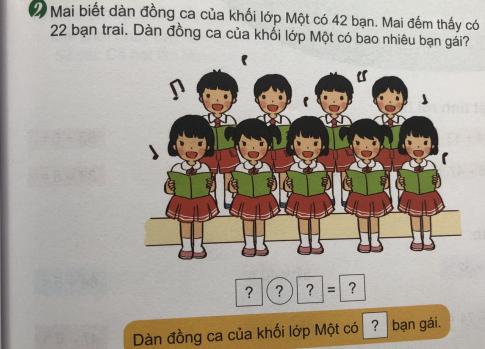 2 Mai biết dàn đồng ca của khối lớp Một có 42 bạn. Mai đếm thấy có
22 bạn trai. Dàn đồng ca của khối lớp Một có bao nhiêu bạn gái?
? ? ? = ?
Dàn đồng ca của khối lớp Một có ? bạn gái.